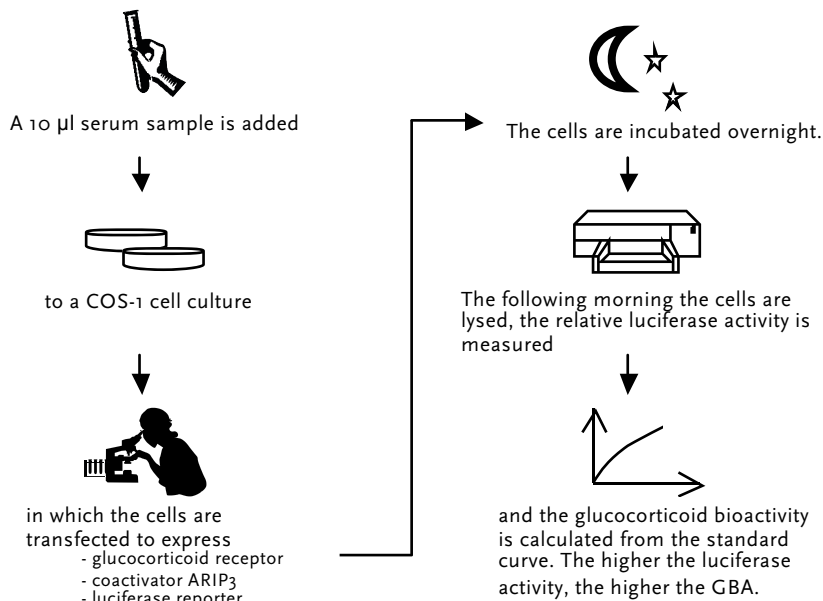 A 10 µl serum sample is added
to a COS-1 cell culture
in which the cells are
transfected to express
- glucocorticoid receptor
- coactivator ARIP3
- luciferase reporter
The cells are incubated overnight.
The following morning the cells are
lysed, the relative luciferase activity is
measured
and the glucocorticoid bioactivity
is calculated from the standard
curve. The higher the luciferase
activity, the higher the GBA.